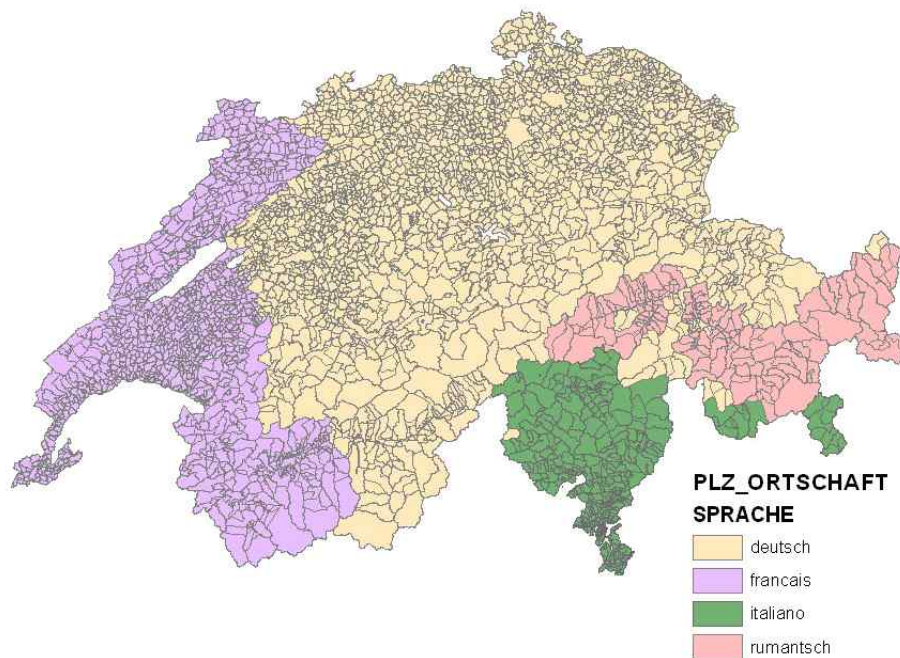 PLZ_ORTSCHAFT
SPRACHE
deutsch
francais
italiano
rumantsch